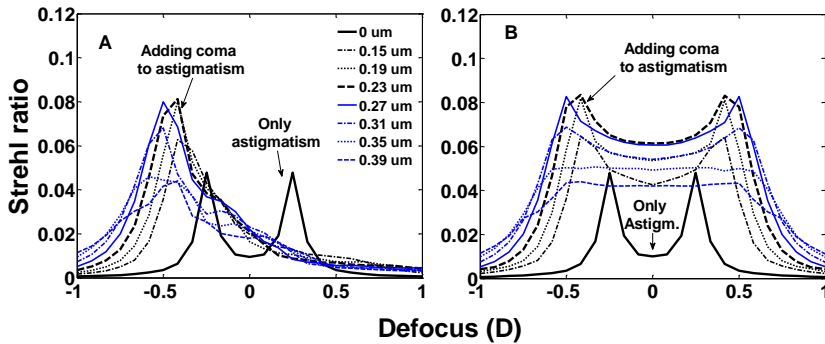 0.12
0.1
0.08
0.06
0.04
0.02
0
Strehl ratio
A
Adding coma
to astigmatism
Only
astigmatism
0 um
0.15 um
0.19 um
0.23 um
0.27 um
0.31 um
0.35 um
0.39 um
-1
-0.5
0
0.5
1
0.12
0.1
0.08
0.06
0.04
0.02
0
B
Adding coma
to astigmatism
Only
Astigm.
-1
-0.5
0
0.5
1
Defocus (D)